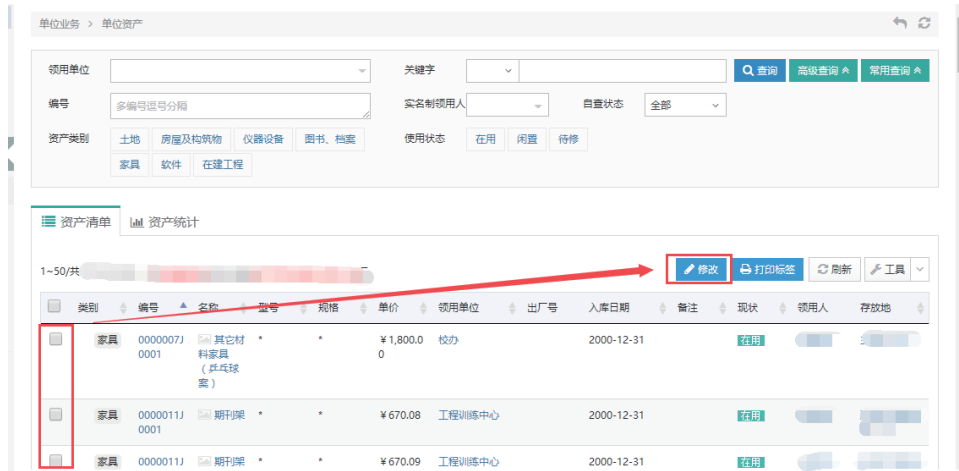 单位业务 > 单位资产
领用单位 关键字 查询 高级查询 常用查询
编号 多编号逗号分隔 实名制领用人 自查状态 全部
资产类别 土地 房屋及构筑物 仪器设备 图书、档案 使用状态 在用 闲置 待修
家具 软件 在建工程
资产清单 资产统计
1~50/共 修改 打印标签 刷新 工具
类别 编号 名称 型号 规格 单价 领用单位 出厂号 入库日期 备注 现状 领用人 存放地
家具 0000007J 其它材 * * ¥1,800.0 校办 2000-12-31 在用
0001 料家具 0
（乒乓球
案）
家具 0000011J 期刊架 * * ¥670.08 工程训练中心 2000-12-31 在用
0001
家具 0000011J 期刊架 * * ¥670.09 工程训练中心 2000-12-31 在用